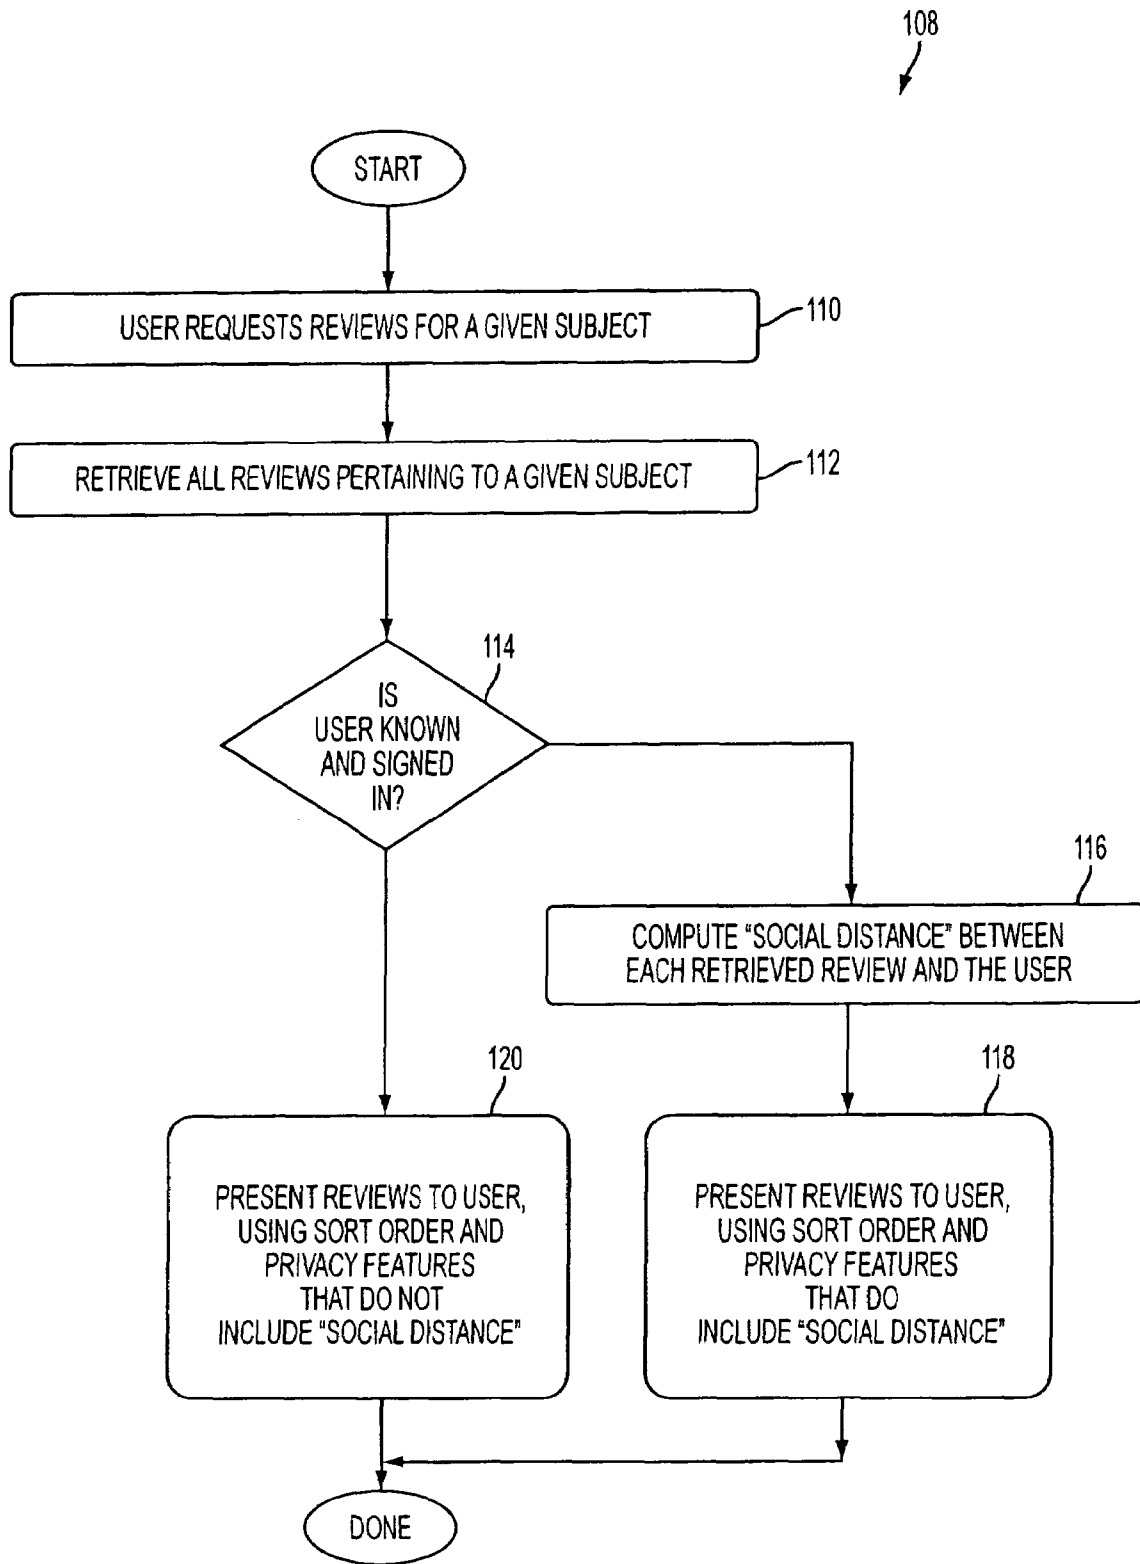 108
START
USER REQUESTS REVIEWS FOR A GIVEN SUBJECT
110
RETRIEVE ALL REVIEWS PERTAINING TO A GIVEN SUBJECT
112
114
IS
USER KNOWN
AND SIGNED
IN?
116
COMPUTE "SOCIAL DISTANCE" BETWEEN
EACH RETRIEVED REVIEW AND THE USER
120
PRESENT REVIEWS TO USER,
USING SORT ORDER AND
PRIVACY FEATURES
THAT DO NOT
INCLUDE "SOCIAL DISTANCE"
118
PRESENT REVIEWS TO USER,
USING SORT ORDER AND
PRIVACY FEATURES
THAT DO
INCLUDE "SOCIAL DISTANCE"
DONE